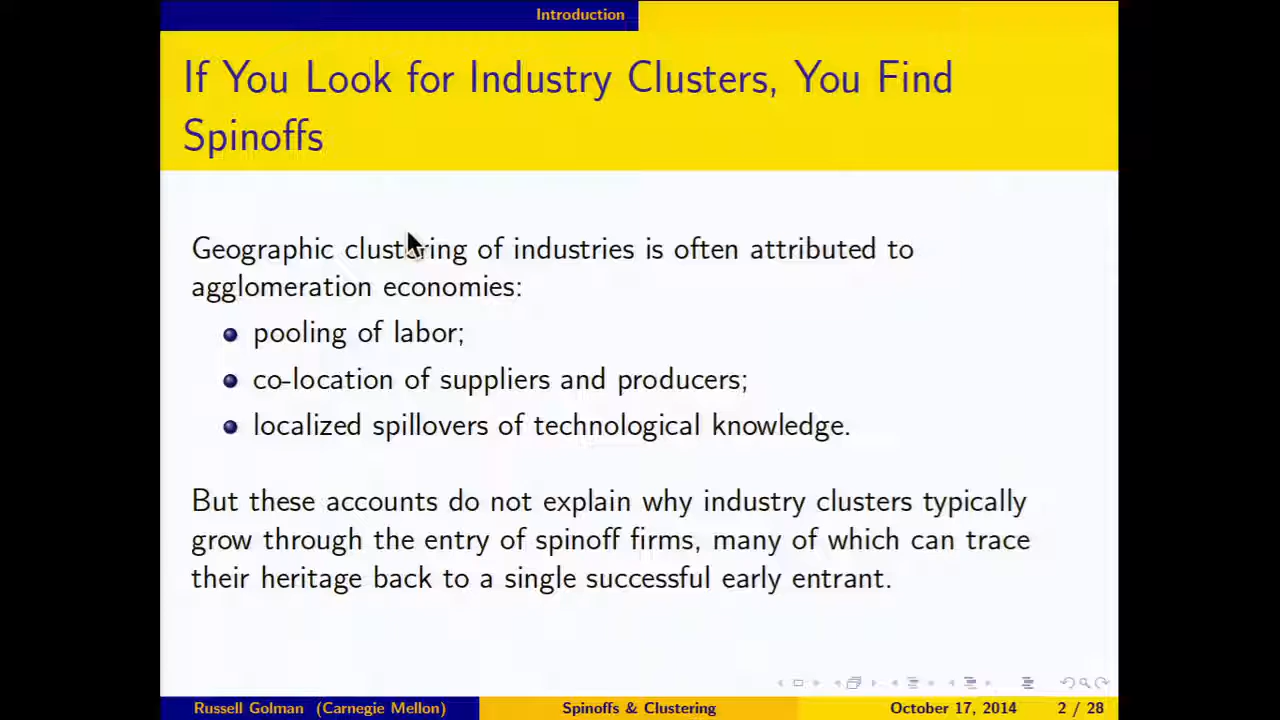 Introduction
If You Look for Industry Clusters, You Find
Spinoffs
Geographic clustering of industries is often attributed to
agglomeration economies:
pooling of labor;
co-location of suppliers and producers;
localized spillovers of technological knowledge.
But these accounts do not explain why industry clusters typically
grow through the entry of spinoff firms, many of which can trace
their heritage back to a single successful early entrant.
Russell Golman (Carnegie Mellon) Spinoffs & Clustering October 17, 2014 2 / 28